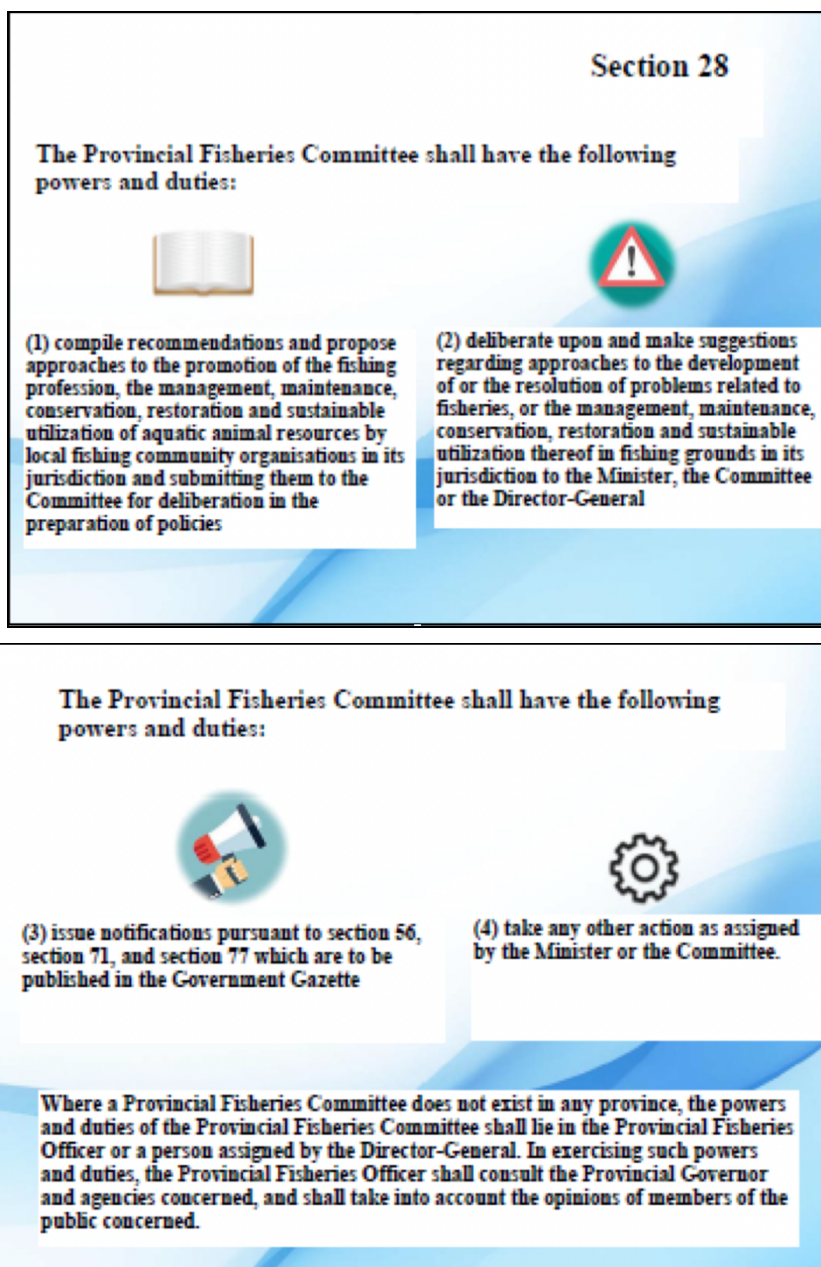 Section 28
The Provincial Fisheries Committee shall have the following
powers and duties:
(1) compile recommendations and propose
approaches to the promotion of the fishing
profession, the management, maintenance,
conservation, restoration and sustainable
utilization of aquatic animal resources by
local fishing community organisations in its
jurisdiction and submitting them to the
Committee for deliberation in the
preparation of policies
(2) deliberate upon and make suggestions
regarding approaches to the development
of or the resolution of problems related to
fisheries, or the management, maintenance,
conservation, restoration and sustainable
utilization thereof in fishing grounds in its
jurisdiction to the Minister, the Committee
or the Director-General
The Provincial Fisheries Committee shall have the following
powers and duties:
(3) issue notifications pursuant to section 56,
section 71, and section 77 which are to be
published in the Government Gazette
(4) take any other action as assigned
by the Minister or the Committee.
Where a Provincial Fisheries Committee does not exist in any province, the powers
and duties of the Provincial Fisheries Committee shall lie in the Provincial Fisheries
Officer or a person assigned by the Director-General. In exercising such powers
and duties, the Provincial Fisheries Officer shall consult the Provincial Governor
and agencies concerned, and shall take into account the opinions of members of the
public concerned.